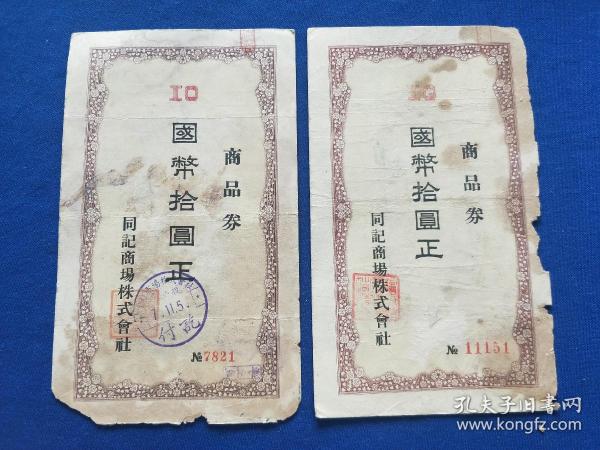 10
商品券
國幣拾圓正
同記商場株式會社
11.5.
付訖
№7821
商品券
國幣拾圓正
同記商場株式會社
№ 11151
孔夫子旧书网
www.kongfz.com